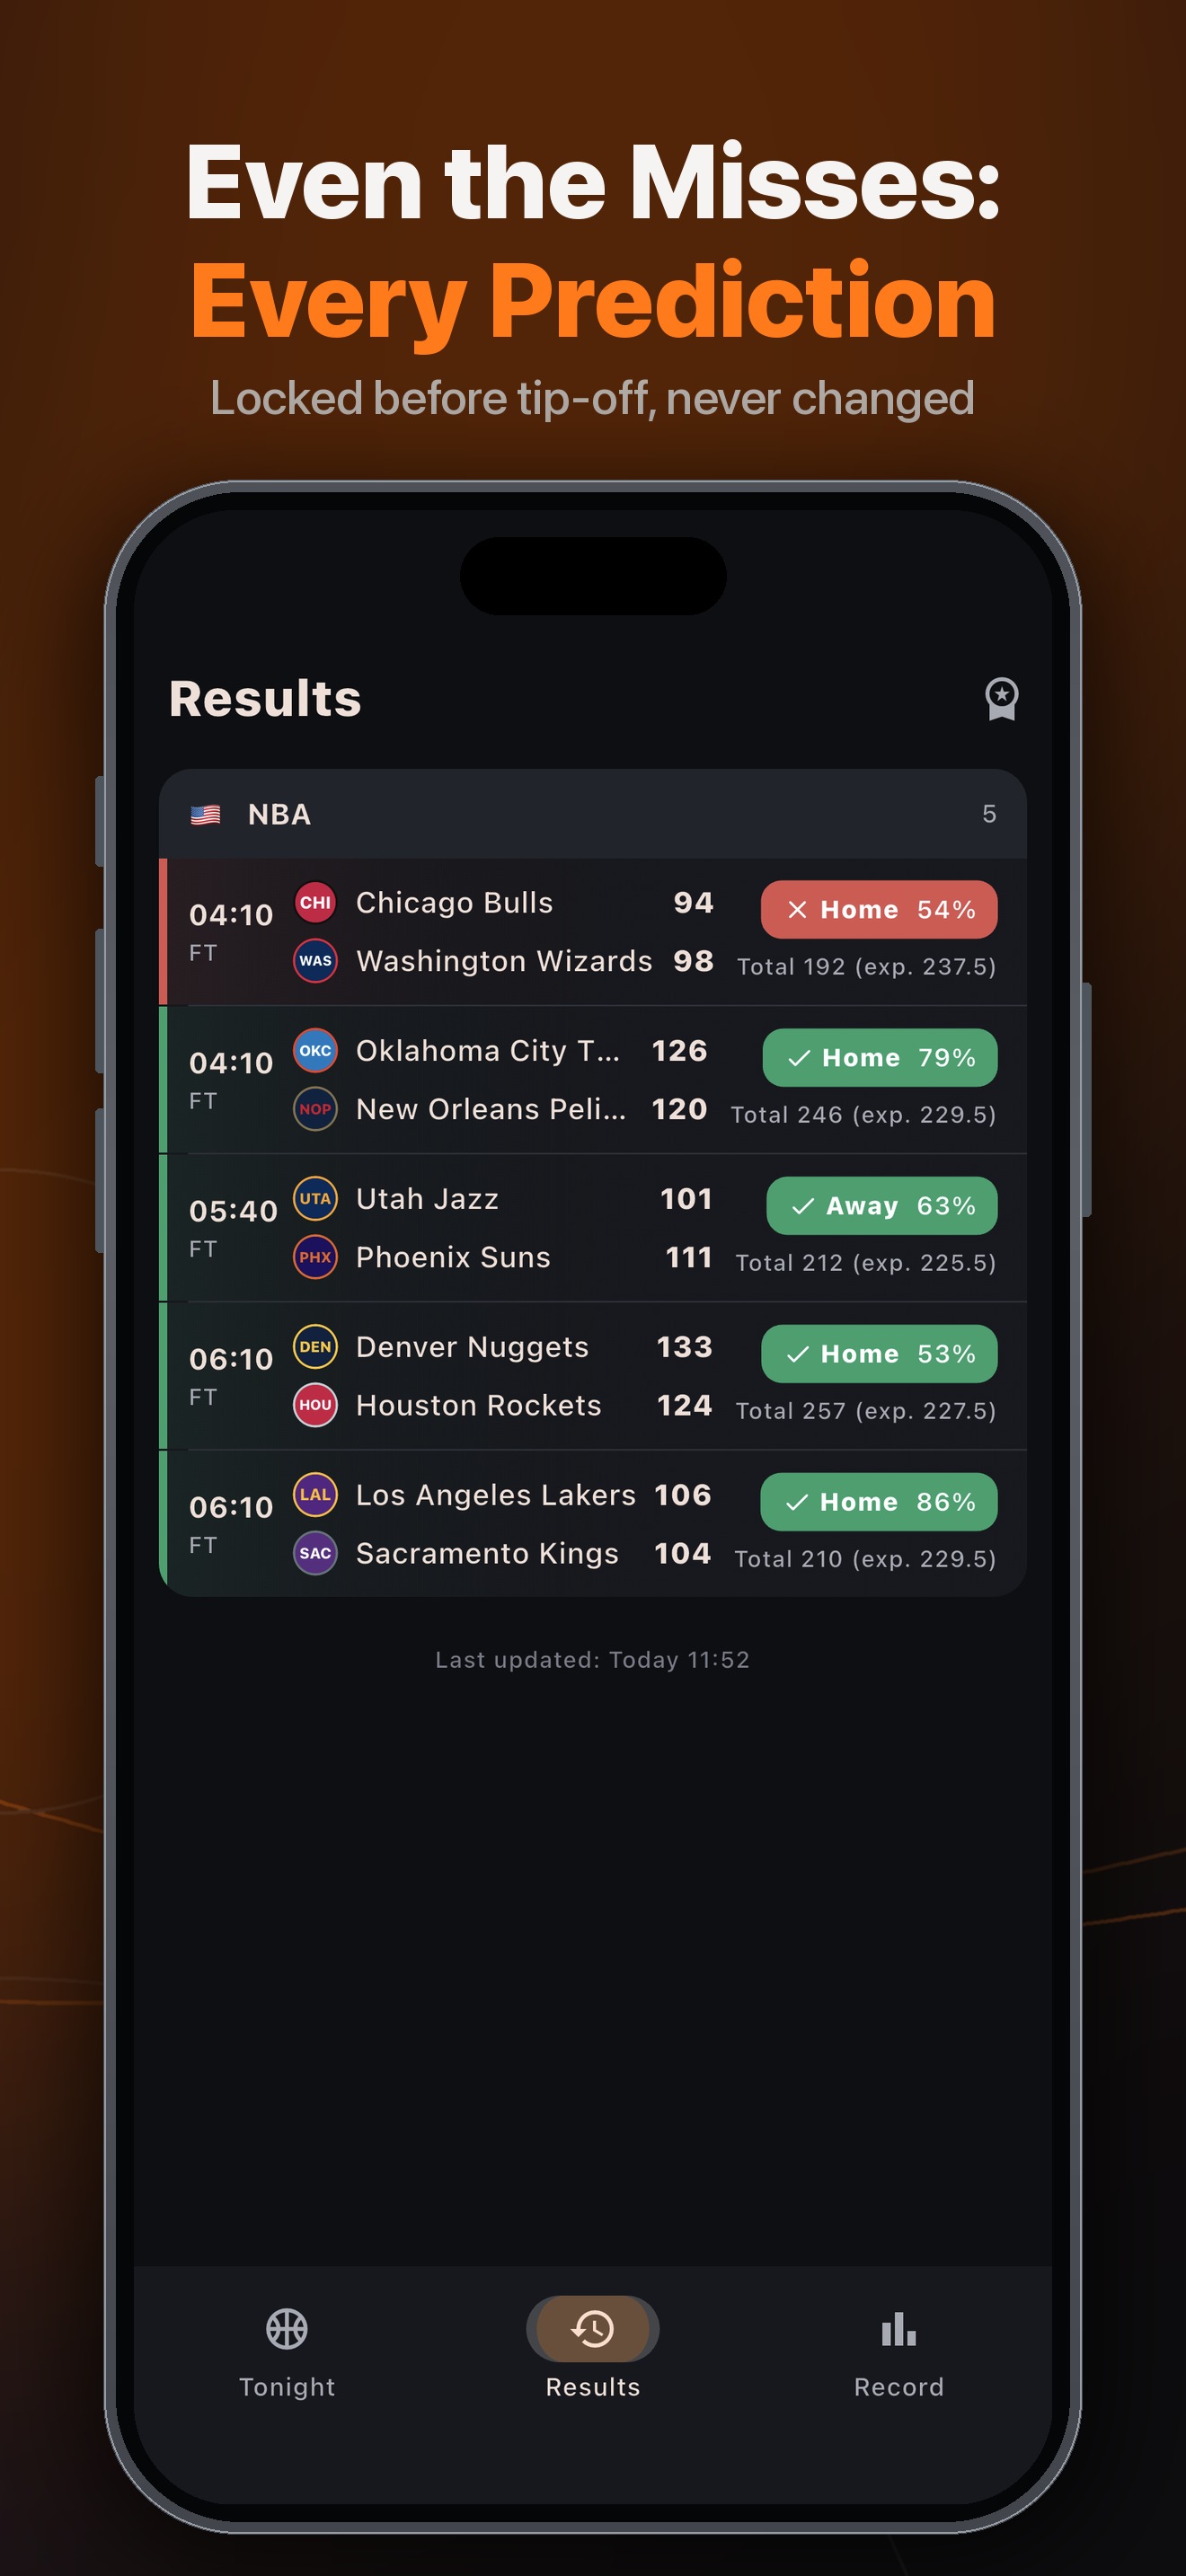 Even the Misses:
Every Prediction
Locked before tip-off, never changed
Results
NBA 5
04:10 CHI Chicago Bulls 94 Home 54%
FT WAS Washington Wizards 98 Total 192 (exp. 237.5)
04:10 OKC Oklahoma City T... 126 Home 79%
FT NOP New Orleans Peli... 120 Total 246 (exp. 229.5)
05:40 UTA Utah Jazz 101 Away 63%
FT PHX Phoenix Suns 111 Total 212 (exp. 225.5)
06:10 DEN Denver Nuggets 133 Home 53%
FT HOU Houston Rockets 124 Total 257 (exp. 227.5)
06:10 LAL Los Angeles Lakers 106 Home 86%
FT SAC Sacramento Kings 104 Total 210 (exp. 229.5)
Last updated: Today 11:52
Tonight Results Record